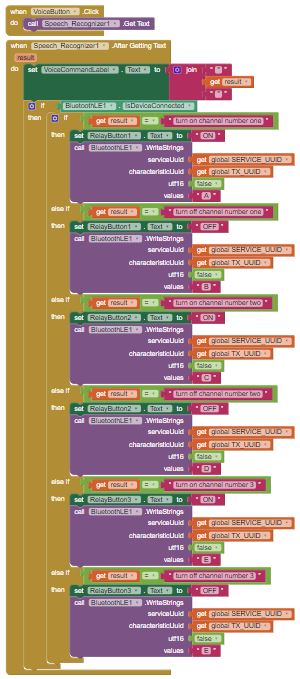 when VoiceButton .Click
do call Speech_Recognizer1 .Get Text
when Speech_Recognizer1 .After Getting Text
result
do set VoiceCommandLabel . Text to join " "
get result
" "
if BluetoothLE1 . IsDeviceConnected
then if get result = " turn on channel number one "
then set RelayButton1 . Text to " ON "
call BluetoothLE1 .WriteStrings
serviceUuid get global SERVICE_UUID
characteristicUuid get global TX_UUID
utf16 false
values " A "
else if get result = " turn off channel number one "
then set RelayButton1 . Text to " OFF "
call BluetoothLE1 .WriteStrings
serviceUuid get global SERVICE_UUID
characteristicUuid get global TX_UUID
utf16 false
values " B "
else if get result = " turn on channel number two "
then set RelayButton2 . Text to " ON "
call BluetoothLE1 .WriteStrings
serviceUuid get global SERVICE_UUID
characteristicUuid get global TX_UUID
utf16 false
values " C "
else if get result = " turn off channel number two "
then set RelayButton2 . Text to " OFF "
call BluetoothLE1 .WriteStrings
serviceUuid get global SERVICE_UUID
characteristicUuid get global TX_UUID
utf16 false
values " D "
else if get result = " turn on channel number 3 "
then set RelayButton3 . Text to " ON "
call BluetoothLE1 .WriteStrings
serviceUuid get global SERVICE_UUID
characteristicUuid get global TX_UUID
utf16 false
values " E "
else if get result = " turn off channel number 3 "
then set RelayButton3 . Text to " OFF "
call BluetoothLE1 .WriteStrings
serviceUuid get global SERVICE_UUID
characteristicUuid get global TX_UUID
utf16 false
values